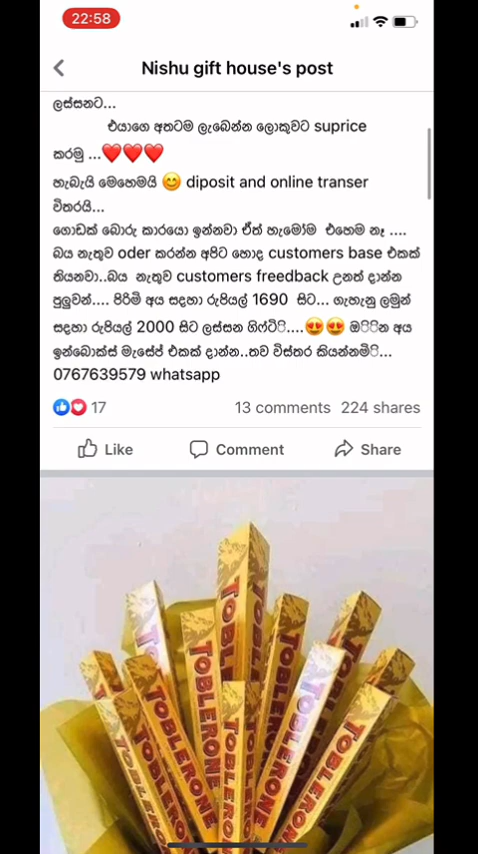 22:58
Nishu gift house's post
ලස්සනට...
එයාගෙ අතටම ලැබෙන්න ලොකුවට suprice
කරමු ...❤️❤️❤️
හැබැයි මෙහෙමයි 😊 diposit and online transer
විතරයි...
ගොඩක් බොරු කාරයො ඉන්නවා ඒත් හැමෝම එහෙම නෑ ....
බය නැතුව oder කරන්න අපිට හොද customers base එකක්
තියනවා..බය නැතුව customers freedback උනත් දාන්න
පුලුවන්.... පිරිමි අය සදහා රුපියල් 1690 සිට... ගැහැනු ලමුන්
සදහා රුපියල් 2000 සිට ලස්සන ගිෆ්ට්ි....😍😍 ඔිිින අය
ඉන්බොක්ස් මැසේප් එකක් දාන්න..තව විස්තර කියන්නම්ි...
0767639579 whatsapp
17 13 comments 224 shares
Like Comment Share
TOBLERONE
TOBLERONE
TOBLERONE
TOBLERONE
TOBLERONE